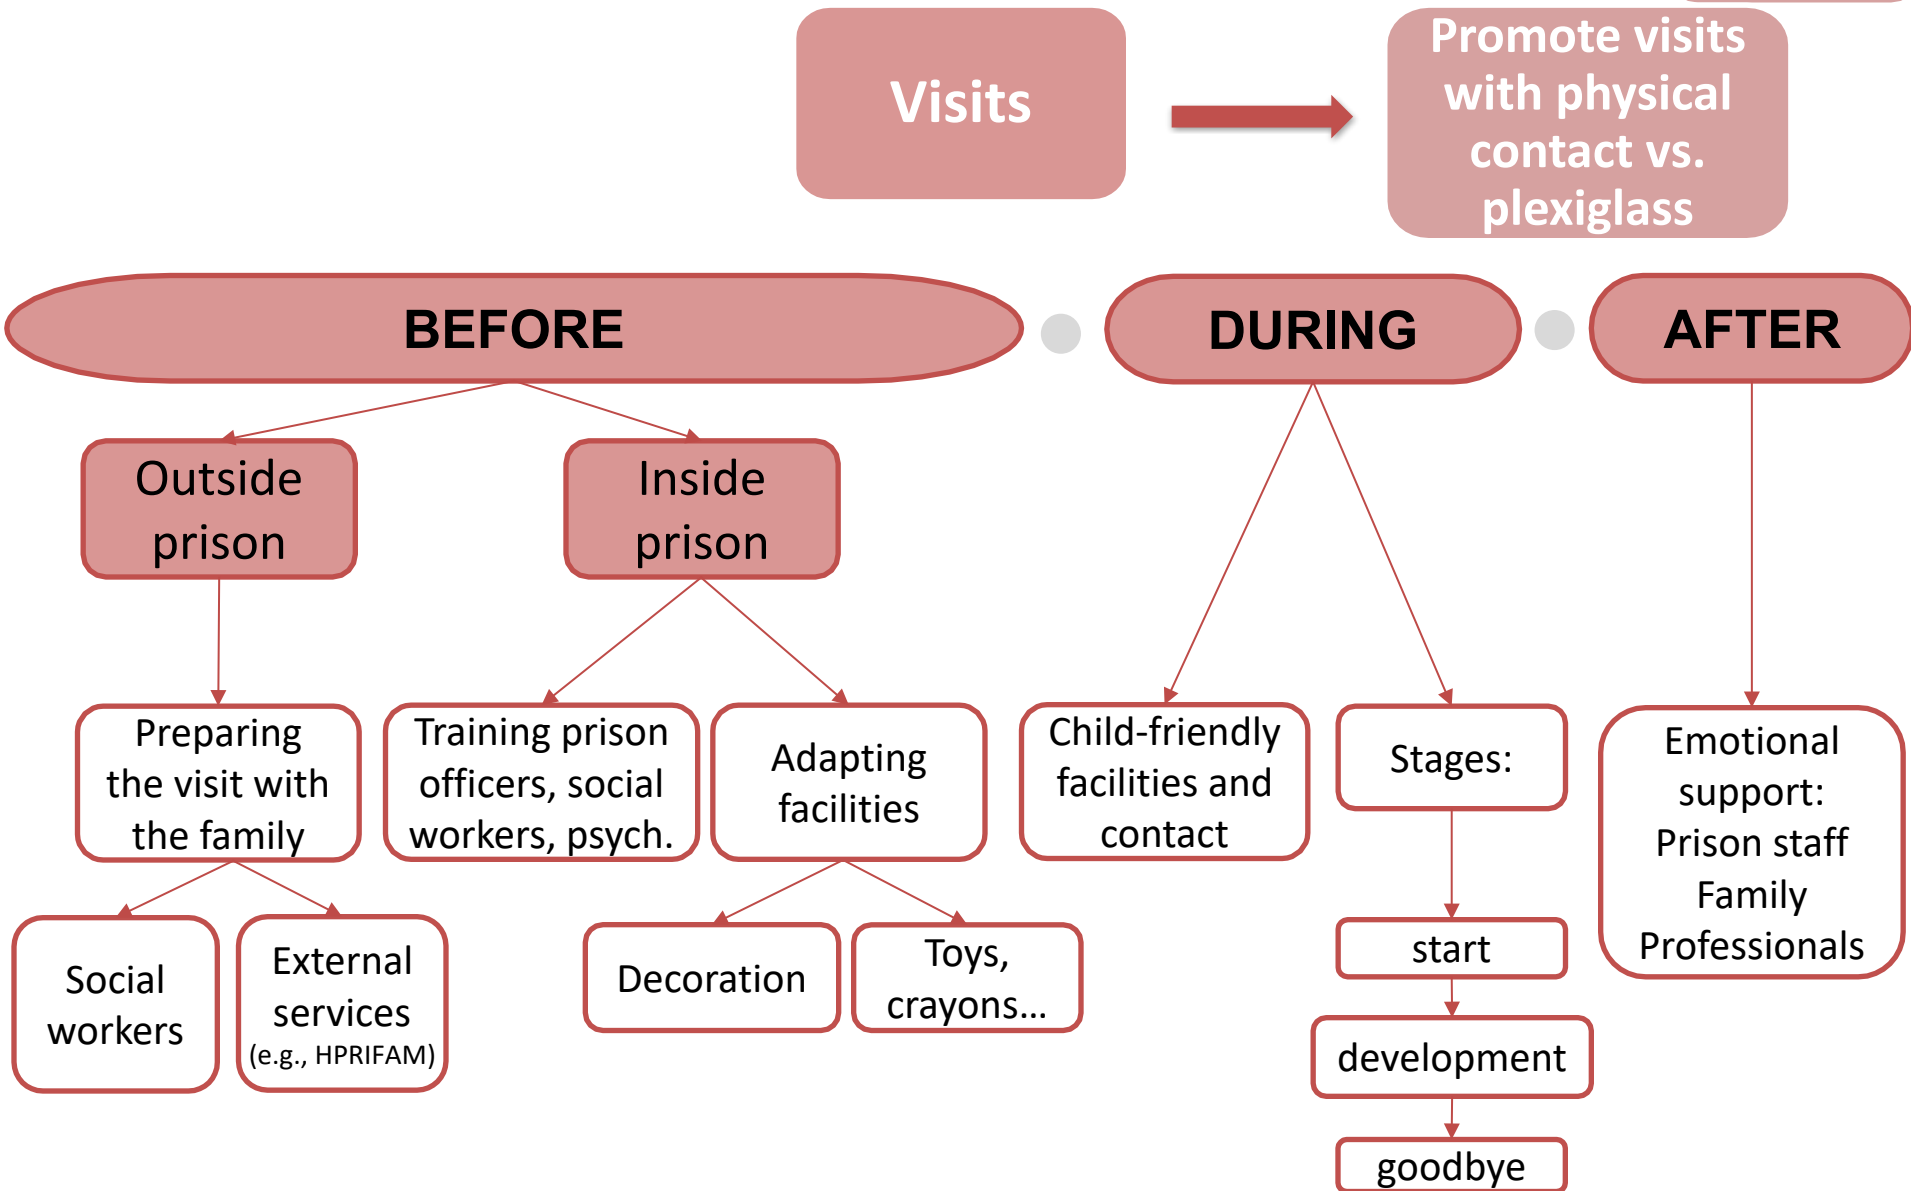 Visits
Promote visits
with physical
contact vs.
plexiglass
BEFORE
DURING
AFTER
Outside
prison
Inside
prison
Preparing
the visit with
the family
Training prison
officers, social
workers, psych.
Adapting
facilities
Child-friendly
facilities and
contact
Stages:
Emotional
support:
Prison staff
Family
Professionals
Social
workers
External
services
(e.g., HPRIFAM)
Decoration
Toys,
crayons...
start
development
goodbye